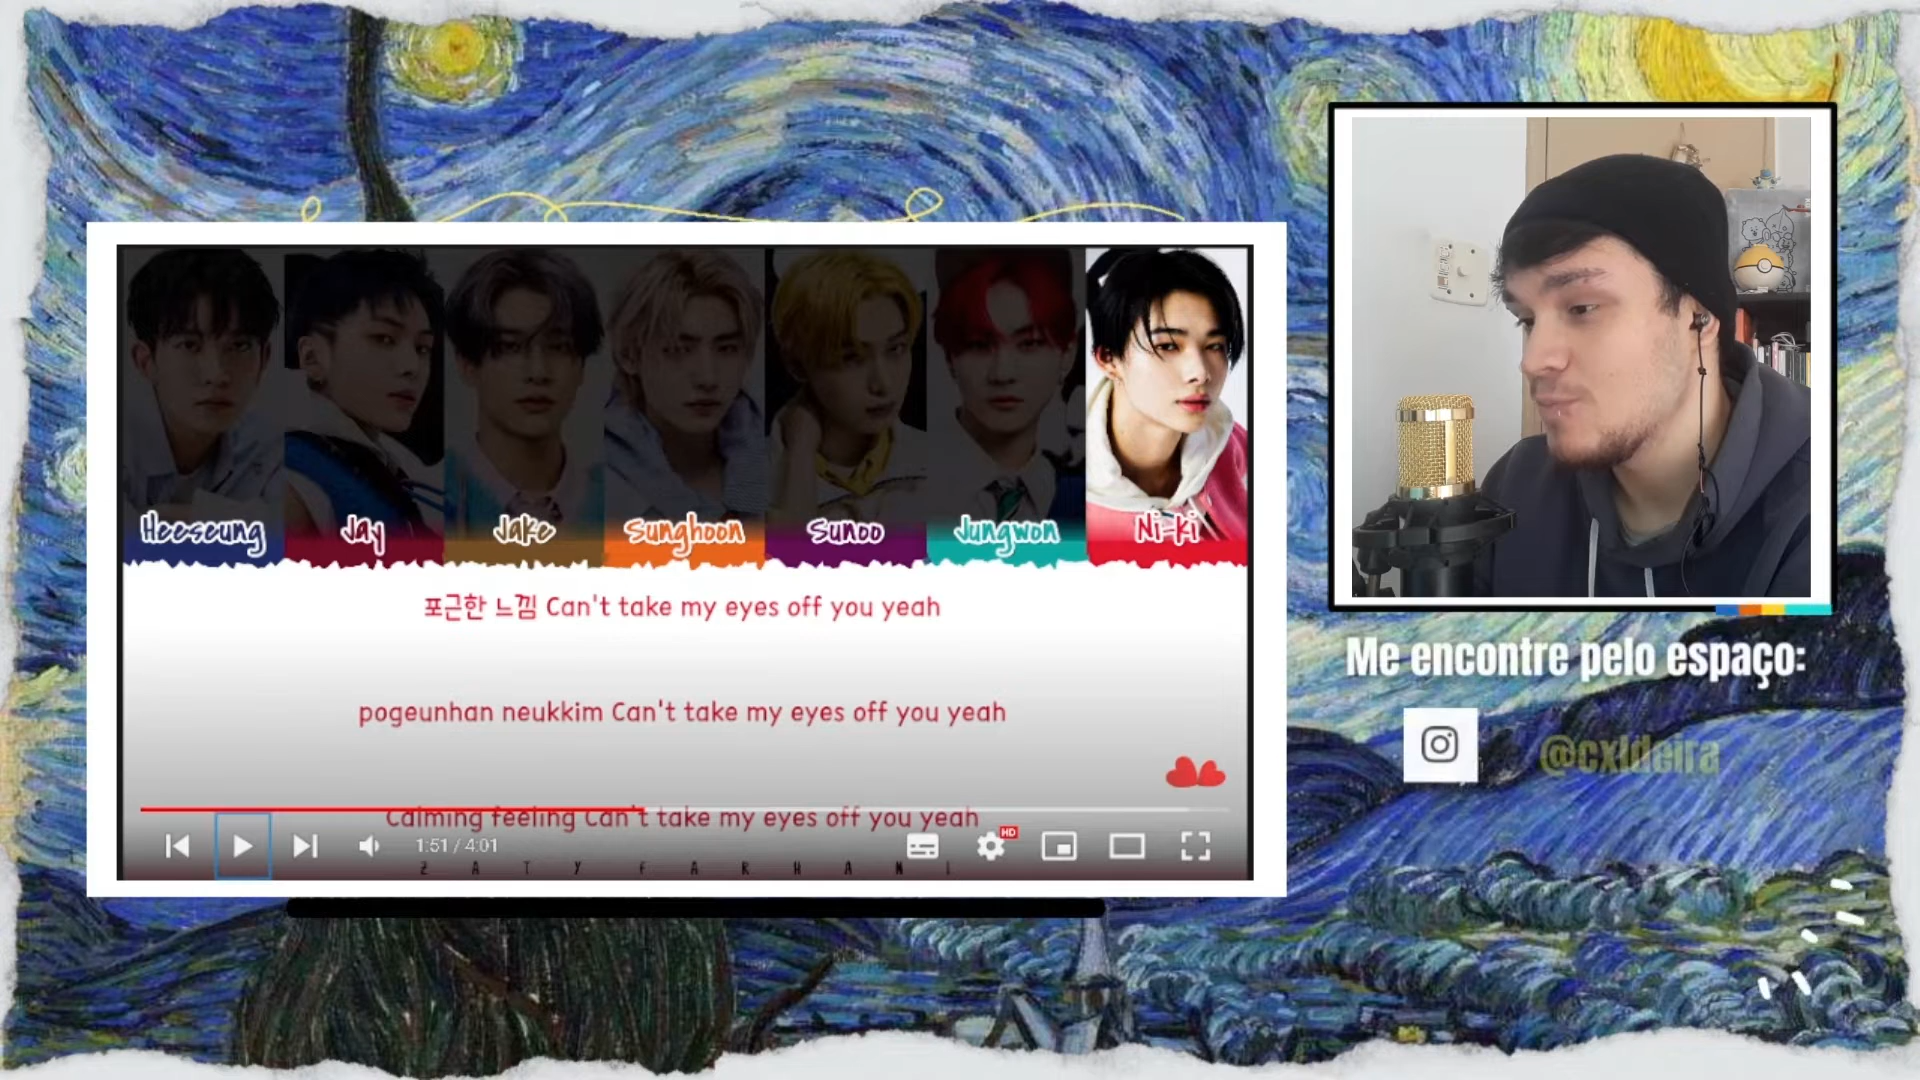 Heeseung
Jay
Jake
Sunghoon
Sunoo
Jungwon
Ni-Ki
포근한 느낌 Can't take my eyes off you yeah
pogeunhan neukkim Can't take my eyes off you yeah
Calming feeling Can't take my eyes off you yeah
1:51 / 4:01
HD
Z A T Y F A R H A N I
Me encontre pelo espaço:
@cxldeira